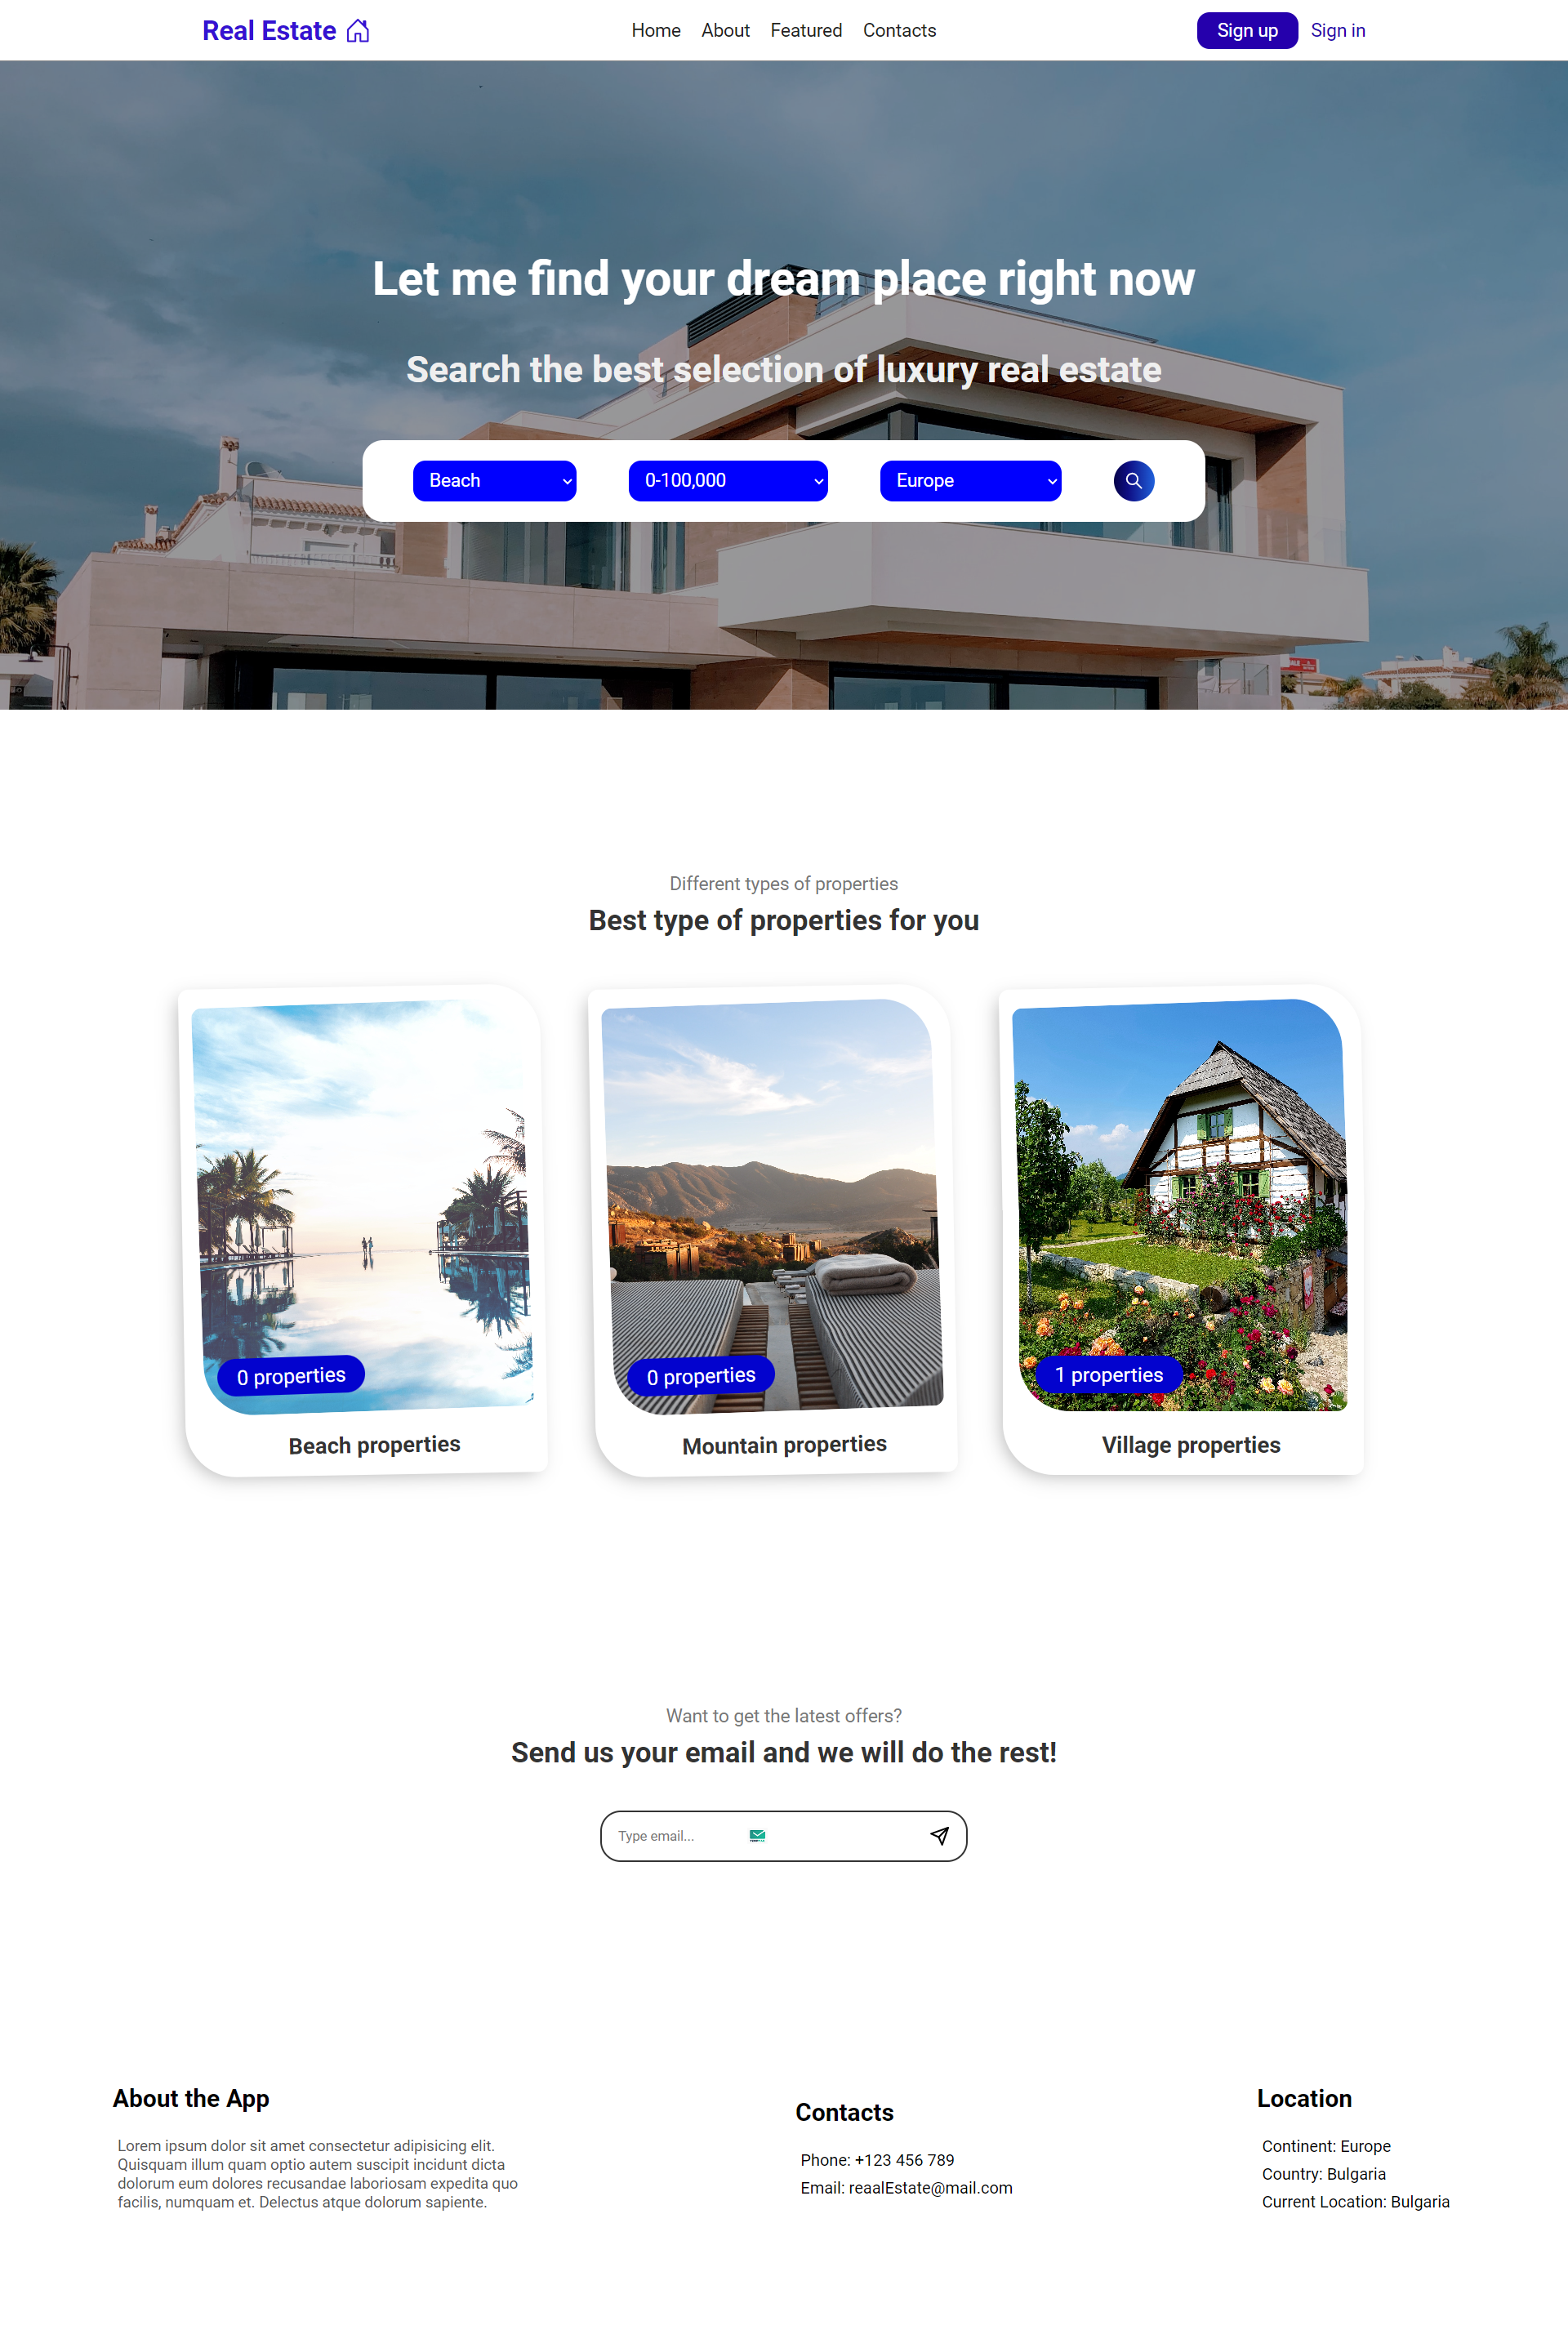 Real Estate
Home About Featured Contacts
Sign up Sign in
Let me find your dream place right now
Search the best selection of luxury real estate
Beach 0-100,000 Europe
Different types of properties
Best type of properties for you
0 properties
Beach properties
0 properties
Mountain properties
1 properties
Village properties
Want to get the latest offers?
Send us your email and we will do the rest!
Type email...
About the App
Lorem ipsum dolor sit amet consectetur adipisicing elit.
Quisquam illum quam optio autem suscipit incidunt dicta
dolorum eum dolores recusandae laboriosam expedita quo
facilis, numquam et. Delectus atque dolorum sapiente.
Contacts
Phone: +123 456 789
Email: reaalEstate@mail.com
Location
Continent: Europe
Country: Bulgaria
Current Location: Bulgaria